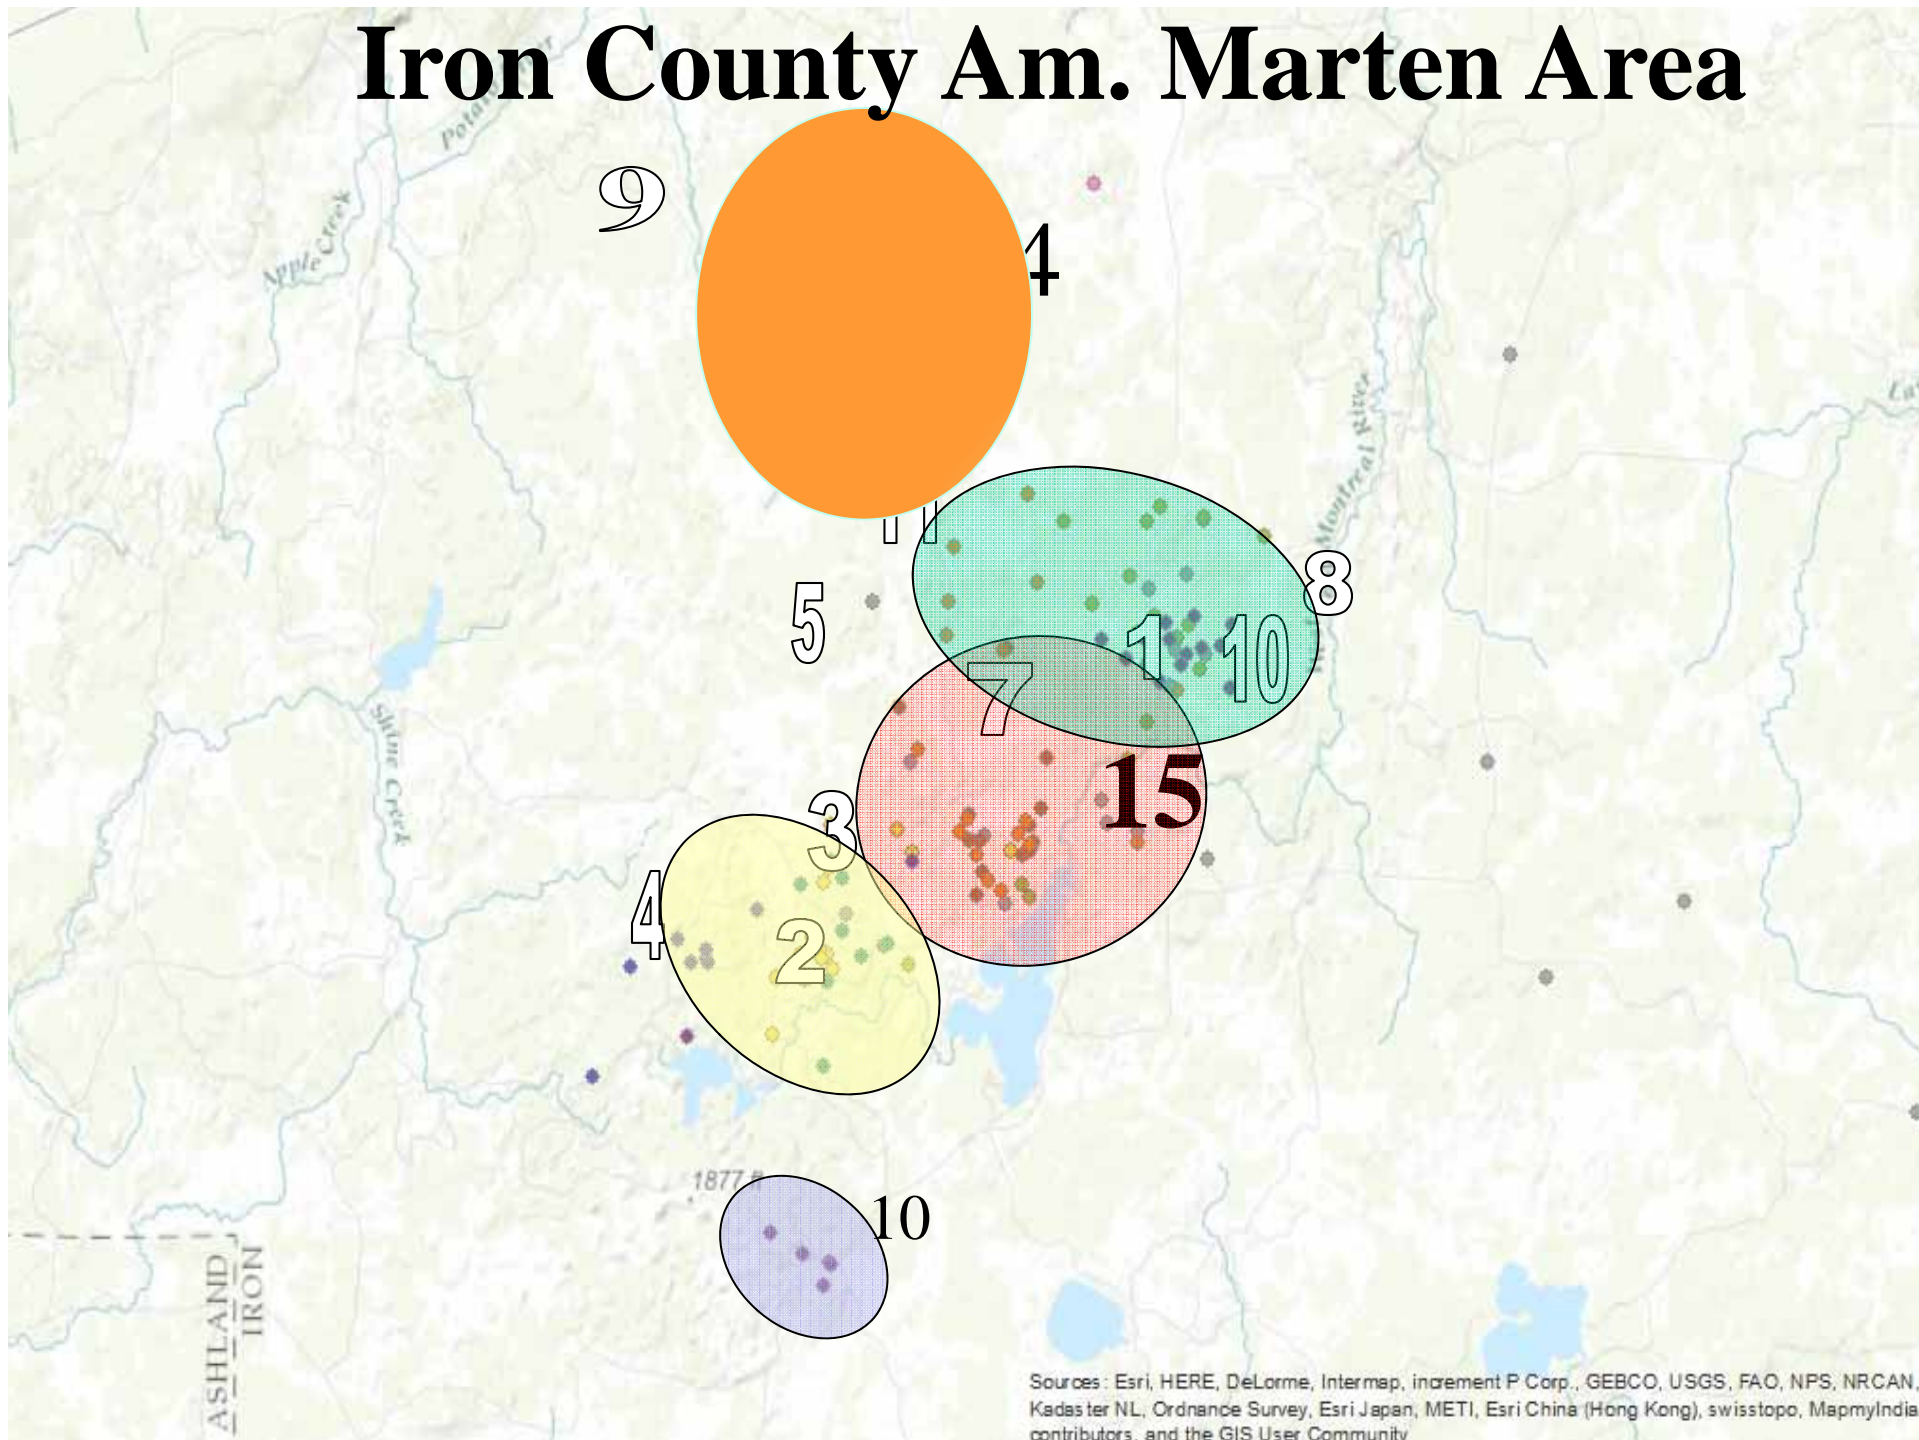 Iron County Am. Marten Area
Apple Creek
9
4
Montreal River
11
8
5
1
10
7
15
3
Shine Creek
4
2
1877 ft
10
ASHLAND
IRON
Sources: Esri, HERE, DeLorme, Intermap, increment P Corp., GEBCO, USGS, FAO, NPS, NRCAN,
Kadaster NL, Ordnance Survey, Esri Japan, METI, Esri China (Hong Kong), swisstopo, MapmyIndia
contributors, and the GIS User Community